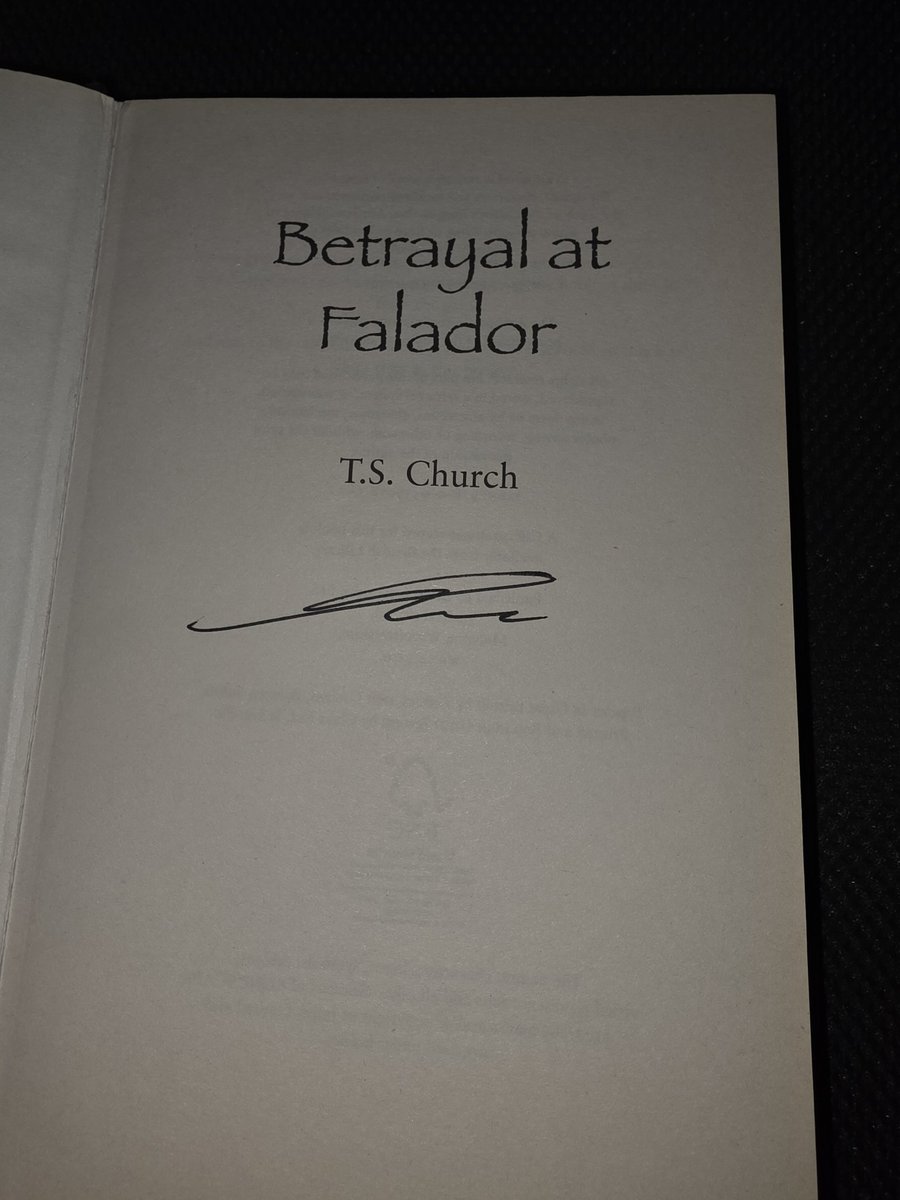 Betrayal at
Falador
T.S. Church